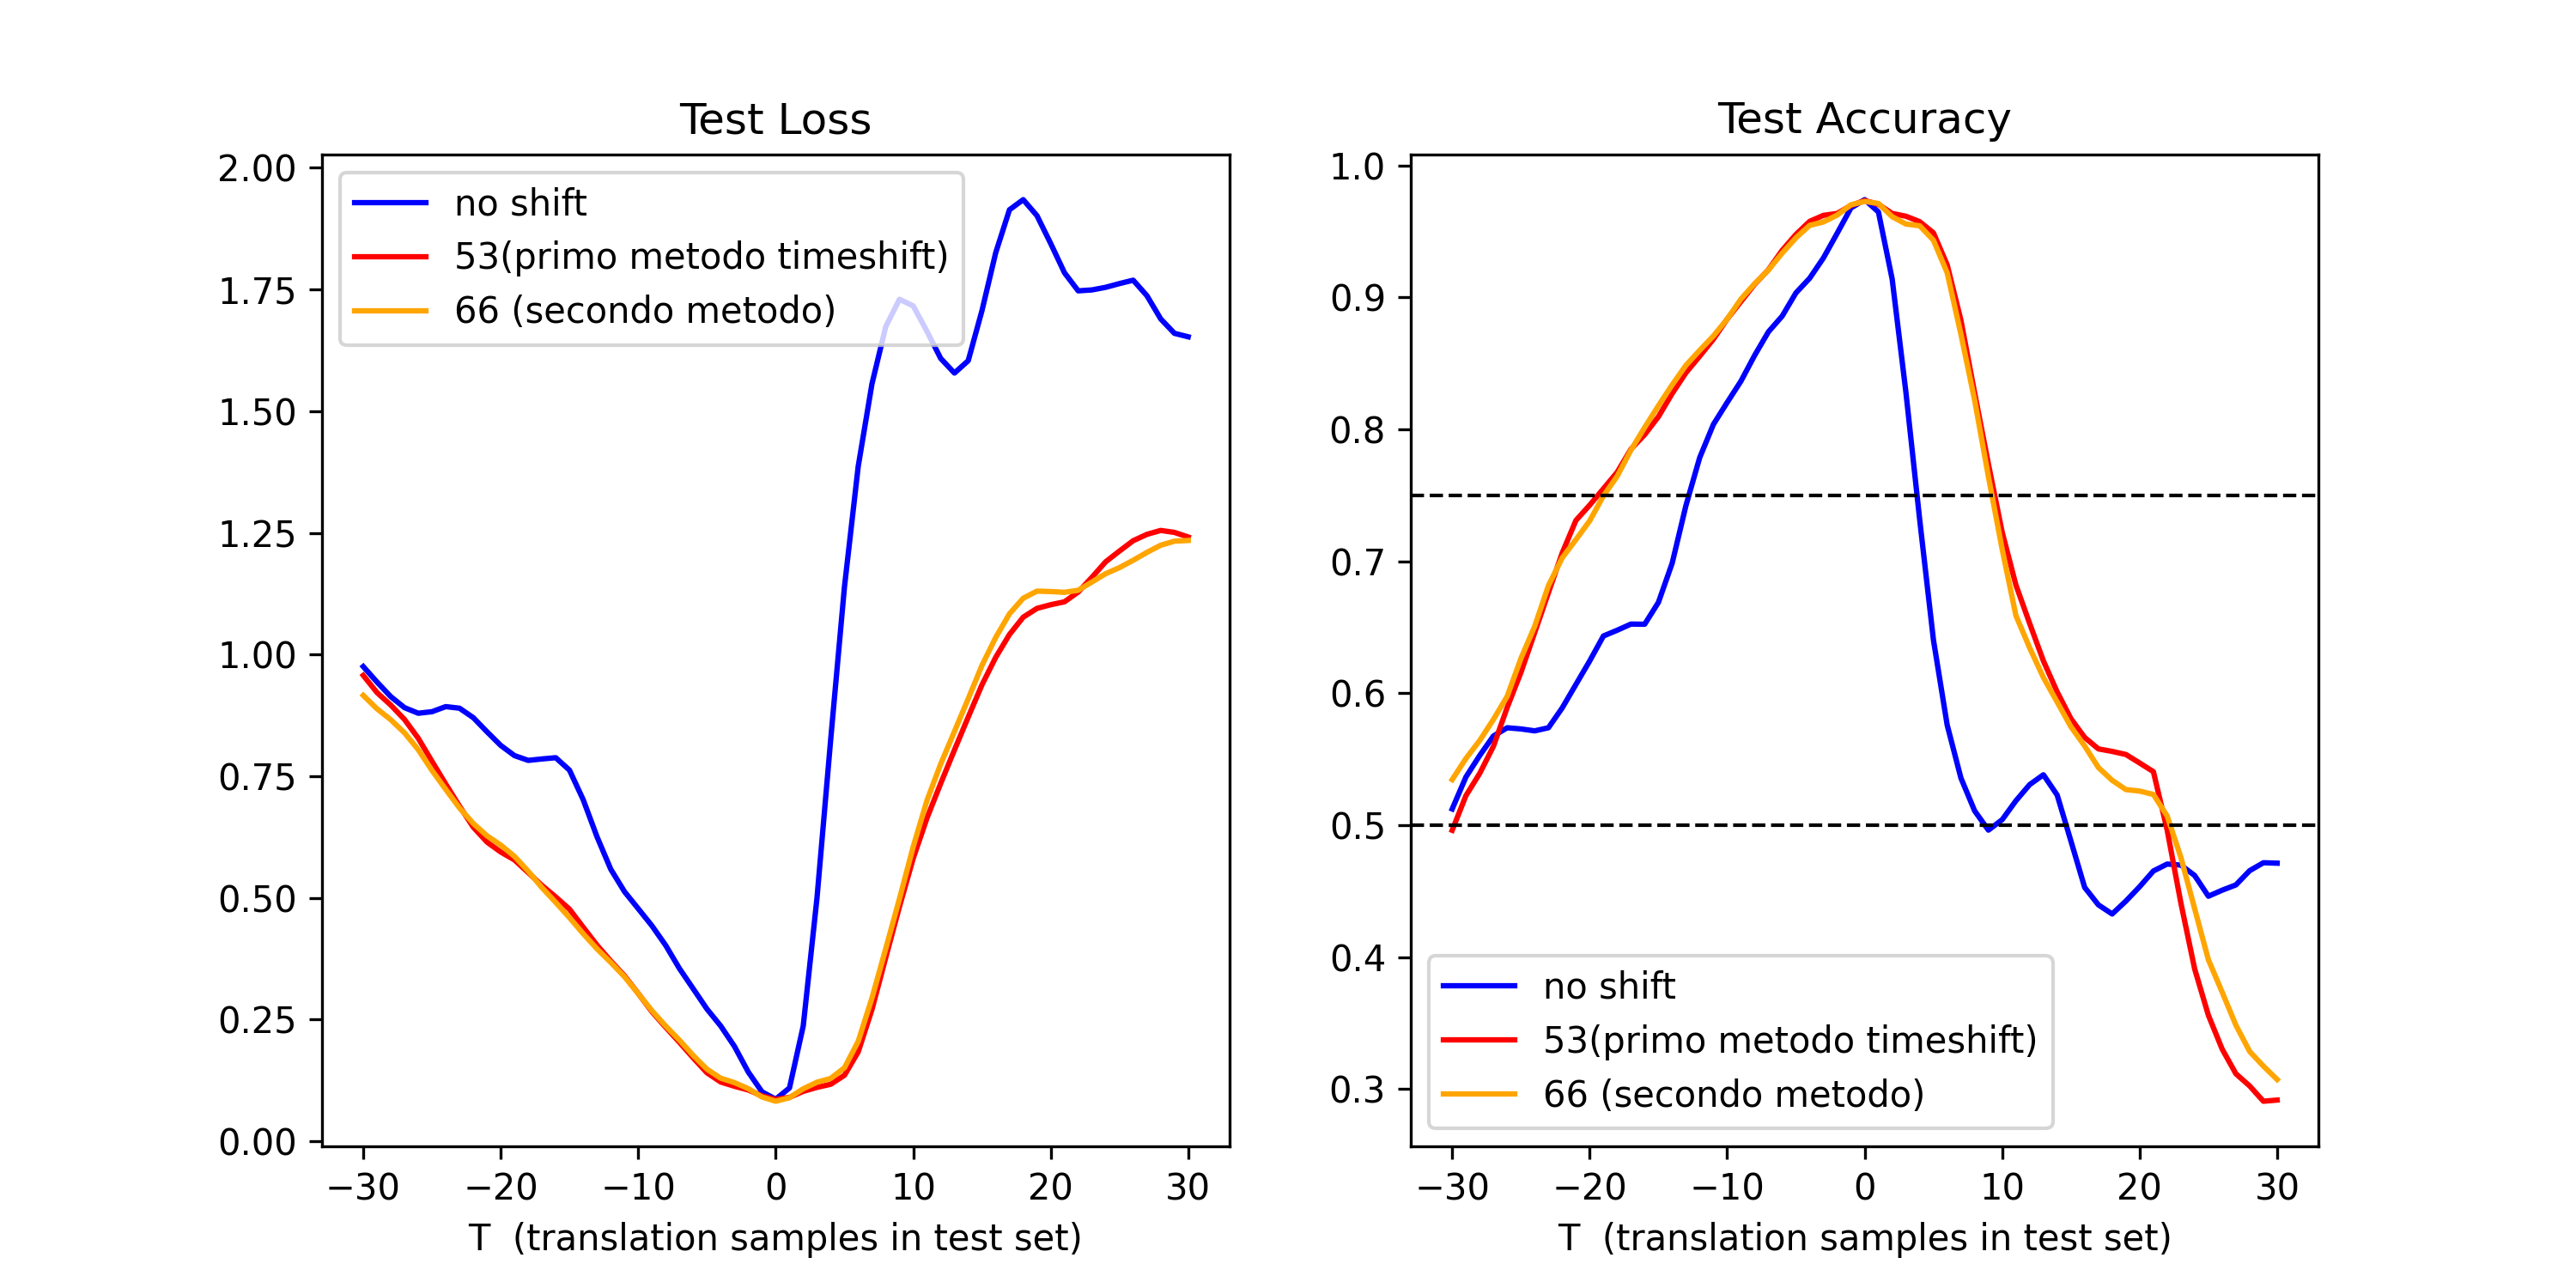 Test Loss
2.00
1.75
1.50
1.25
1.00
0.75
0.50
0.25
0.00
no shift
53(primo metodo timeshift)
66 (secondo metodo)
−30 −20 −10 0 10 20 30
T  (translation samples in test set)
Test Accuracy
1.0
0.9
0.8
0.7
0.6
0.5
0.4
0.3
no shift
53(primo metodo timeshift)
66 (secondo metodo)
−30 −20 −10 0 10 20 30
T  (translation samples in test set)